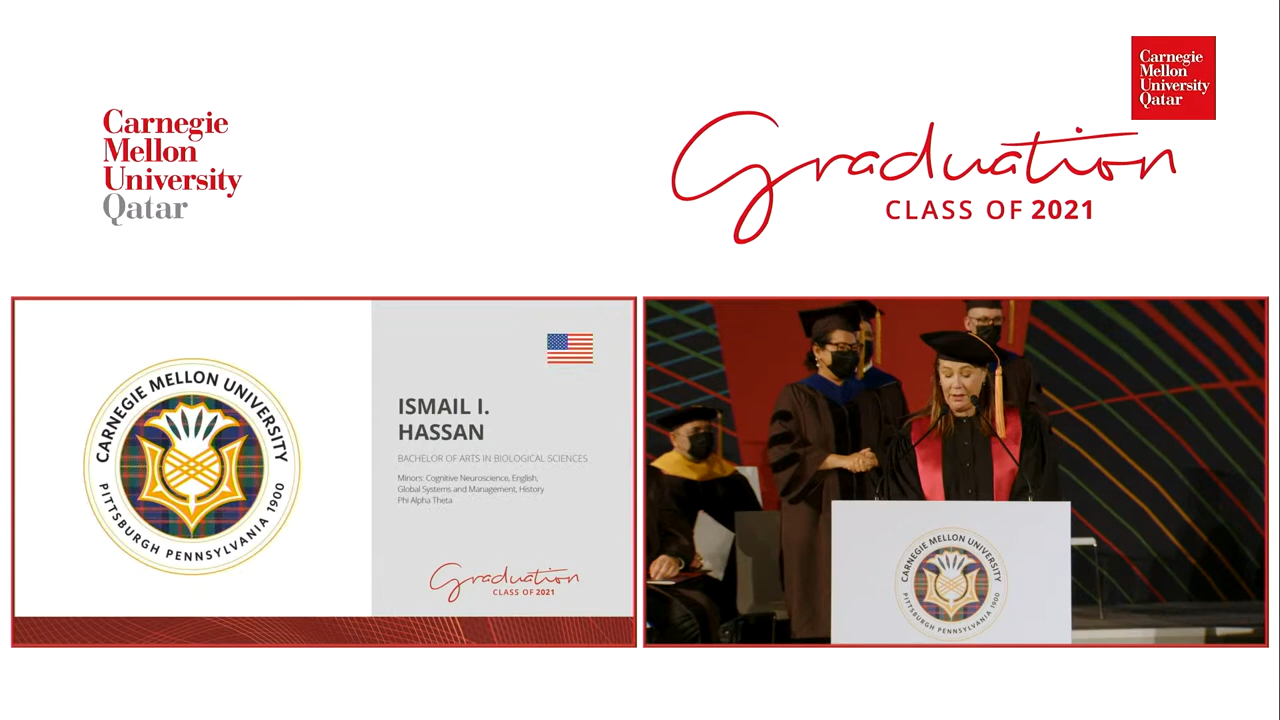 Carnegie
Mellon
University
Qatar
Graduation
CLASS OF 2021
Carnegie
Mellon
University
Qatar
CARNEGIE MELLON UNIVERSITY
PITTSBURGH PENNSYLVANIA 1900
ISMAIL I.
HASSAN
BACHELOR OF ARTS IN BIOLOGICAL SCIENCES
Minors: Cognitive Neuroscience, English,
Global Systems and Management, History
Phi Alpha Theta
Graduation
CLASS OF 2021
CARNEGIE MELLON UNIVERSITY
PITTSBURGH PENNSYLVANIA 1900